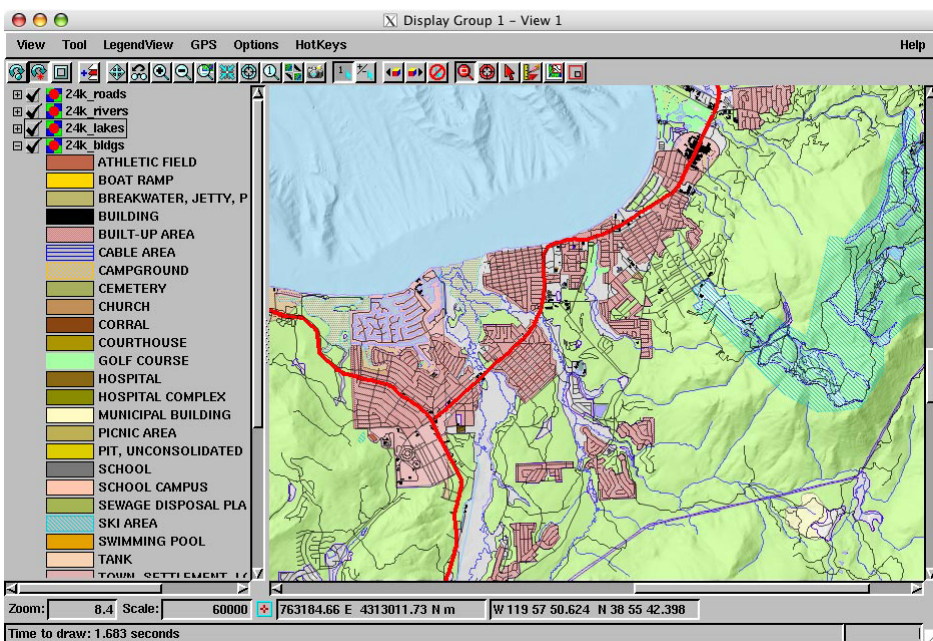 Display Group 1 - View 1
View Tool LegendView GPS Options HotKeys Help
24k_roads
24k_rivers
24k_lakes
24k_bldgs
ATHLETIC FIELD
BOAT RAMP
BREAKWATER, JETTY, P
BUILDING
BUILT-UP AREA
CABLE AREA
CAMPGROUND
CEMETERY
CHURCH
CORRAL
COURTHOUSE
GOLF COURSE
HOSPITAL
HOSPITAL COMPLEX
MUNICIPAL BUILDING
PICNIC AREA
PIT, UNCONSOLIDATED
SCHOOL
SCHOOL CAMPUS
SEWAGE DISPOSAL PLA
SKI AREA
SWIMMING POOL
TANK
TOWN, SETTLEMENT,
Zoom: 8.4 Scale: 60000 763184.66 E 4313011.73 N m W 119 57 50.624 N 38 55 42.398
Time to draw: 1.683 seconds